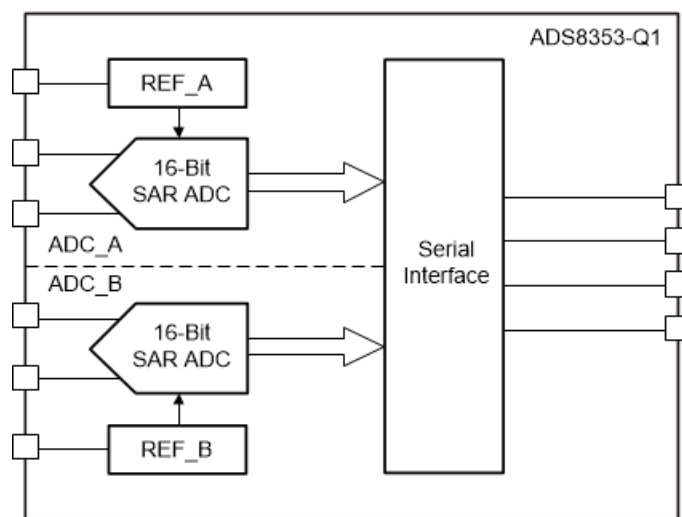 ADS8353-Q1
REF_A
16-Bit
SAR ADC
ADC_A
Serial
Interface
ADC_B
16-Bit
SAR ADC
REF_B